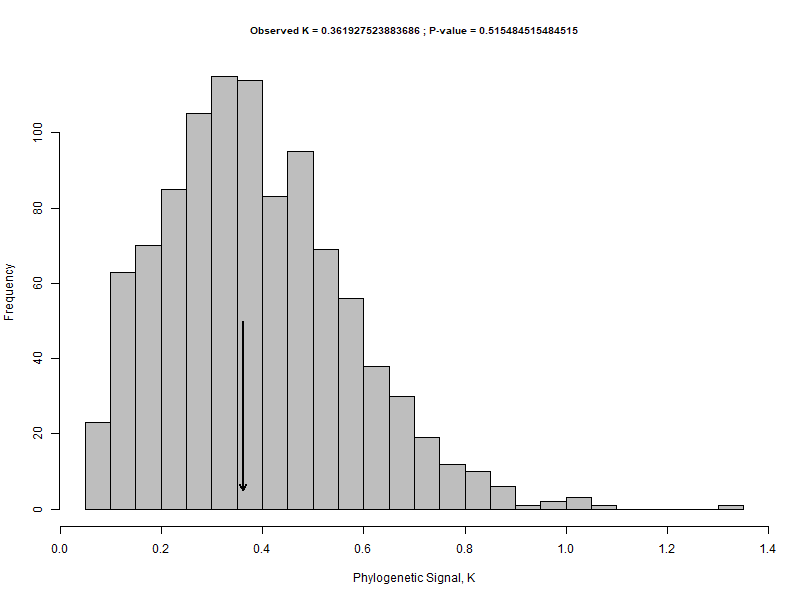 Observed K = 0.361927523883686 ; P-value = 0.515484515484515
Frequency
100
80
60
40
20
0
0.0 0.2 0.4 0.6 0.8 1.0 1.2 1.4
Phylogenetic Signal, K